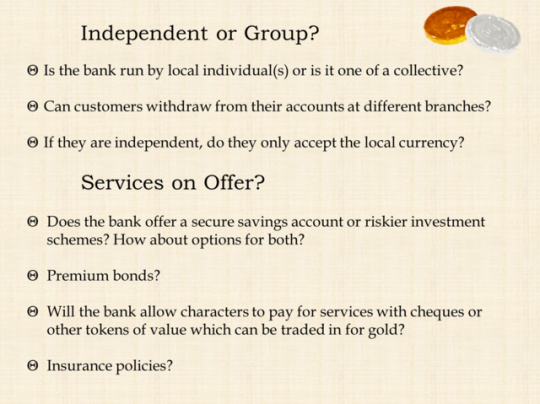 Independent or Group?
Θ Is the bank run by local individual(s) or is it one of a collective?
Θ Can customers withdraw from their accounts at different branches?
Θ If they are independent, do they only accept the local currency?
Services on Offer?
Θ Does the bank offer a secure savings account or riskier investment
schemes? How about options for both?
Θ Premium bonds?
Θ Will the bank allow characters to pay for services with cheques or
other tokens of value which can be traded in for gold?
Θ Insurance policies?